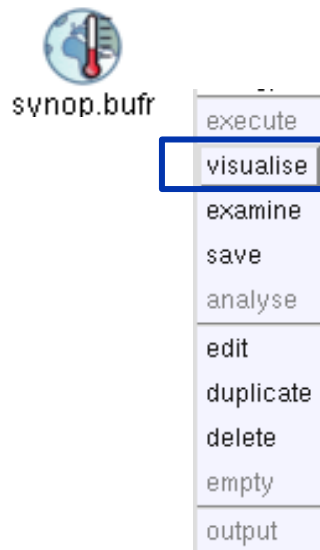 synop.bufr
execute
visualise
examine
save
analyse
edit
duplicate
delete
empty
output